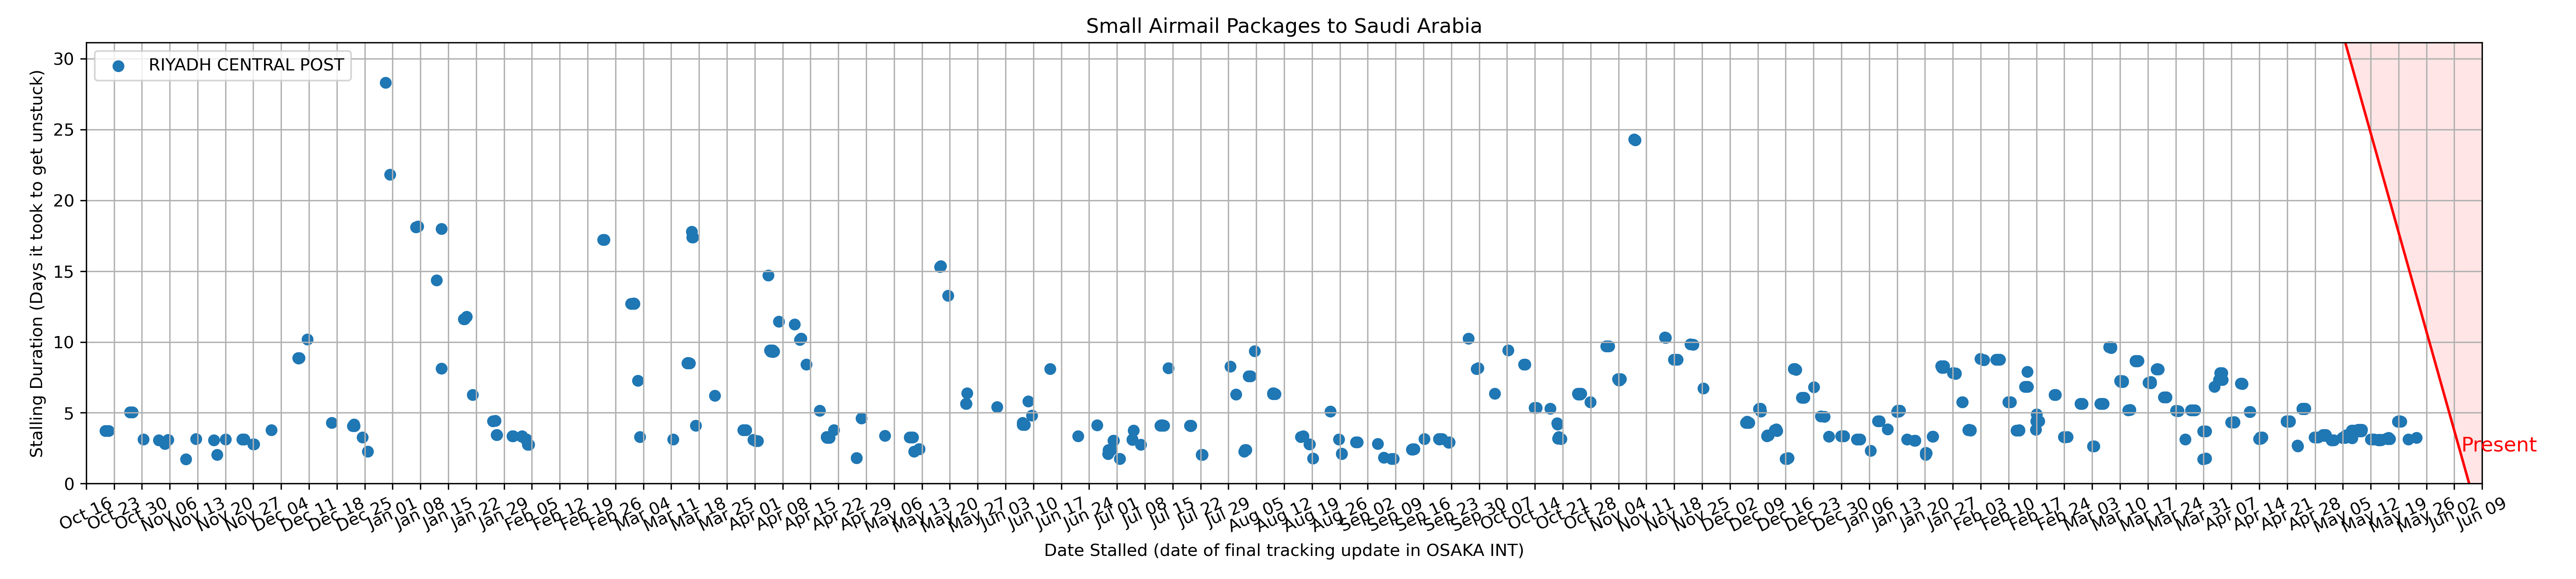 Small Airmail Packages to Saudi Arabia
RIYADH CENTRAL POST
Stalling Duration (Days it took to get unstuck)
30
25
20
15
10
5
0
Present
Oct 16
Oct 23
Oct 30
Nov 06
Nov 13
Nov 20
Nov 27
Dec 04
Dec 11
Dec 18
Dec 25
Jan 01
Jan 08
Jan 15
Jan 22
Jan 29
Feb 05
Feb 12
Feb 19
Feb 26
Mar 04
Mar 11
Mar 18
Mar 25
Apr 01
Apr 08
Apr 15
Apr 22
Apr 29
May 06
May 13
May 20
May 27
Jun 03
Jun 10
Jun 17
Jun 24
Jul 01
Jul 08
Jul 15
Jul 22
Jul 29
Aug 05
Aug 12
Aug 19
Aug 26
Sep 02
Sep 09
Sep 16
Sep 23
Sep 30
Oct 07
Oct 14
Oct 21
Oct 28
Nov 04
Nov 11
Nov 18
Nov 25
Dec 02
Dec 09
Dec 16
Dec 23
Dec 30
Jan 06
Jan 13
Jan 20
Jan 27
Feb 03
Feb 10
Feb 17
Feb 24
Mar 03
Mar 10
Mar 17
Mar 24
Mar 31
Apr 07
Apr 14
Apr 21
Apr 28
May 05
May 12
May 19
May 26
Jun 02
Jun 09
Date Stalled (date of final tracking update in OSAKA INT)